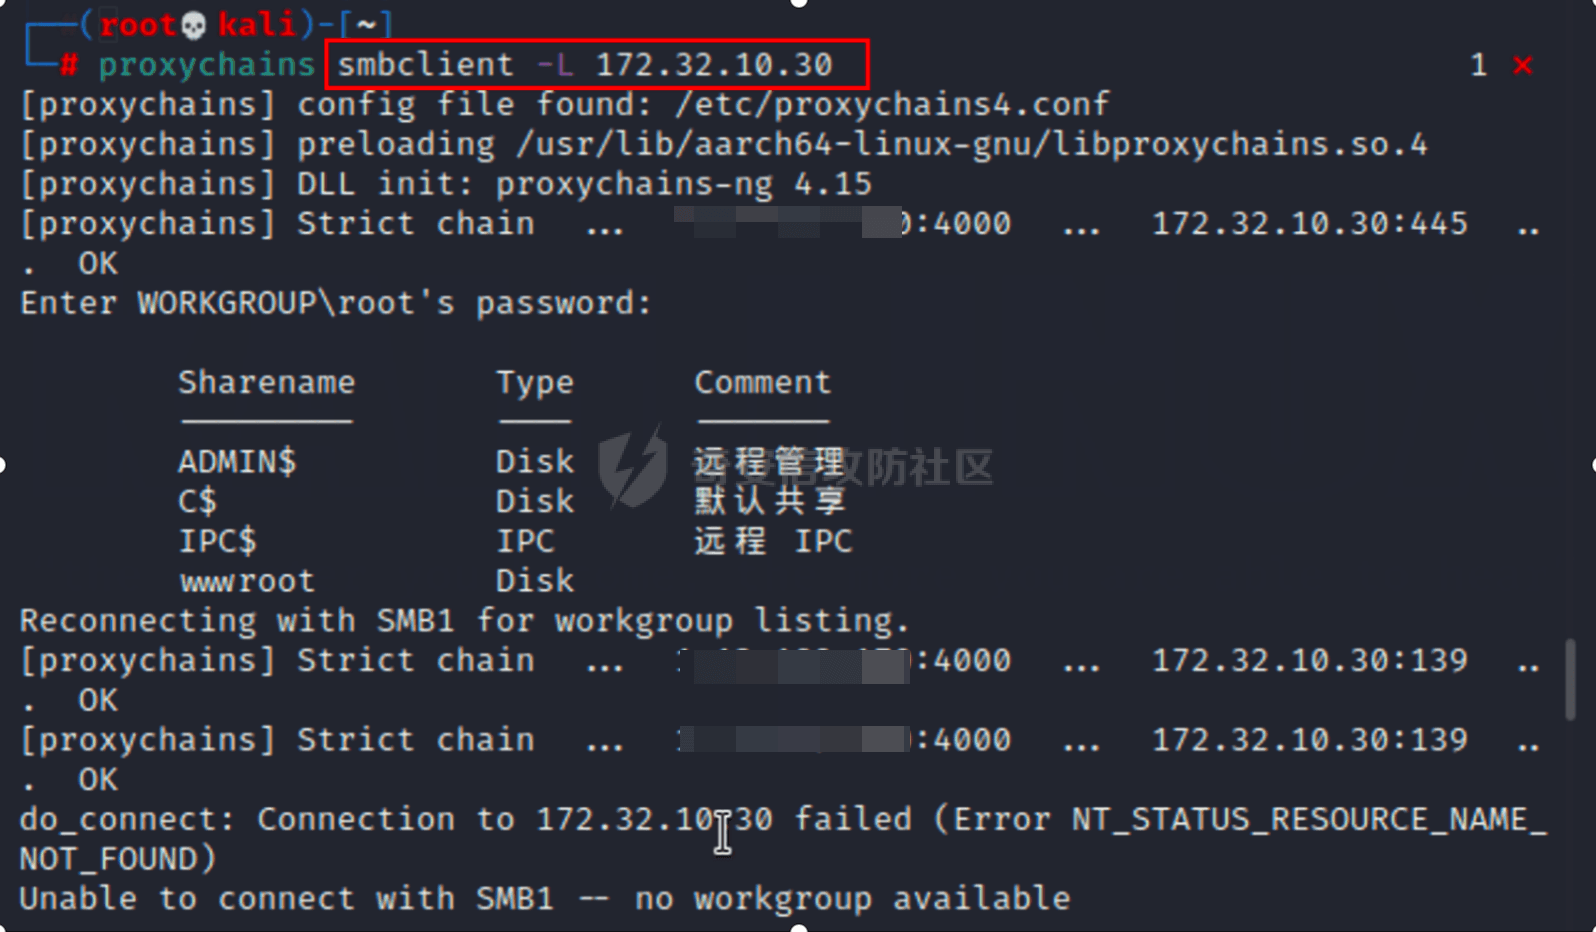 (root💀kali)-[~]
# proxychains smbclient -L 172.32.10.30 1 ×
[proxychains] config file found: /etc/proxychains4.conf
[proxychains] preloading /usr/lib/aarch64-linux-gnu/libproxychains.so.4
[proxychains] DLL init: proxychains-ng 4.15
[proxychains] Strict chain ... :4000 ... 172.32.10.30:445 ..
. OK
Enter WORKGROUP\root's password:
Sharename Type Comment
ADMIN$ Disk 远程管理
C$ Disk 默认共享
IPC$ IPC 远程 IPC
wwwroot Disk
奇安信攻防社区
Reconnecting with SMB1 for workgroup listing.
[proxychains] Strict chain ... :4000 ... 172.32.10.30:139 ..
. OK
[proxychains] Strict chain ... :4000 ... 172.32.10.30:139 ..
. OK
do_connect: Connection to 172.32.10.30 failed (Error NT_STATUS_RESOURCE_NAME_
NOT_FOUND)
Unable to connect with SMB1 -- no workgroup available